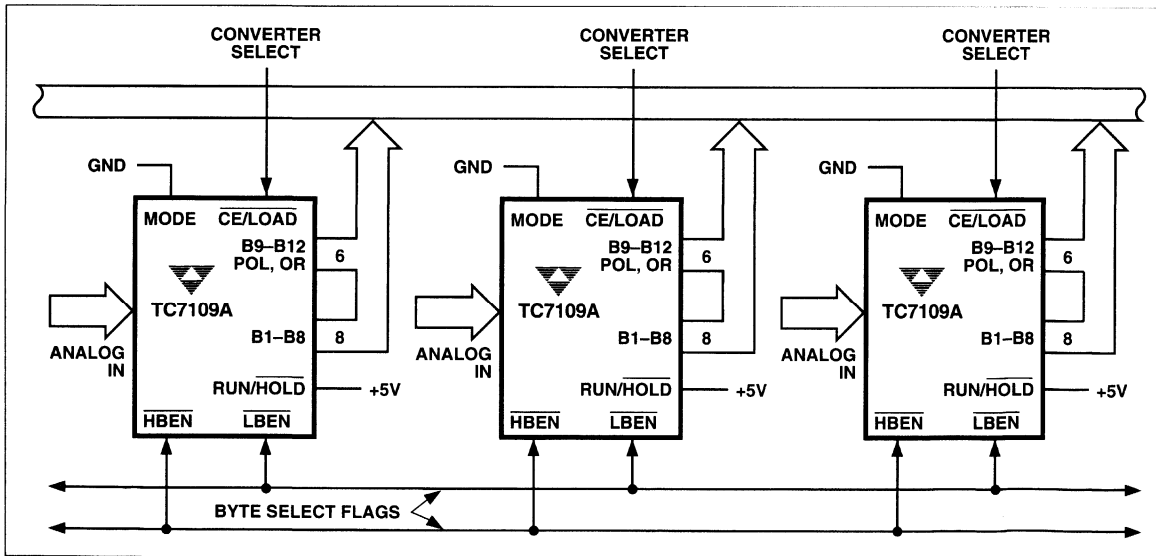 CONVERTER
SELECT
CONVERTER
SELECT
CONVERTER
SELECT
GND
MODE
CE/LOAD
B9–B12
POL, OR
6
TC7109A
ANALOG
IN
B1–B8
8
RUN/HOLD
+5V
HBEN
LBEN
GND
MODE
CE/LOAD
B9–B12
POL, OR
6
TC7109A
ANALOG
IN
B1–B8
8
RUN/HOLD
+5V
HBEN
LBEN
GND
MODE
CE/LOAD
B9–B12
POL, OR
6
TC7109A
ANALOG
IN
B1–B8
8
RUN/HOLD
+5V
HBEN
LBEN
BYTE SELECT FLAGS